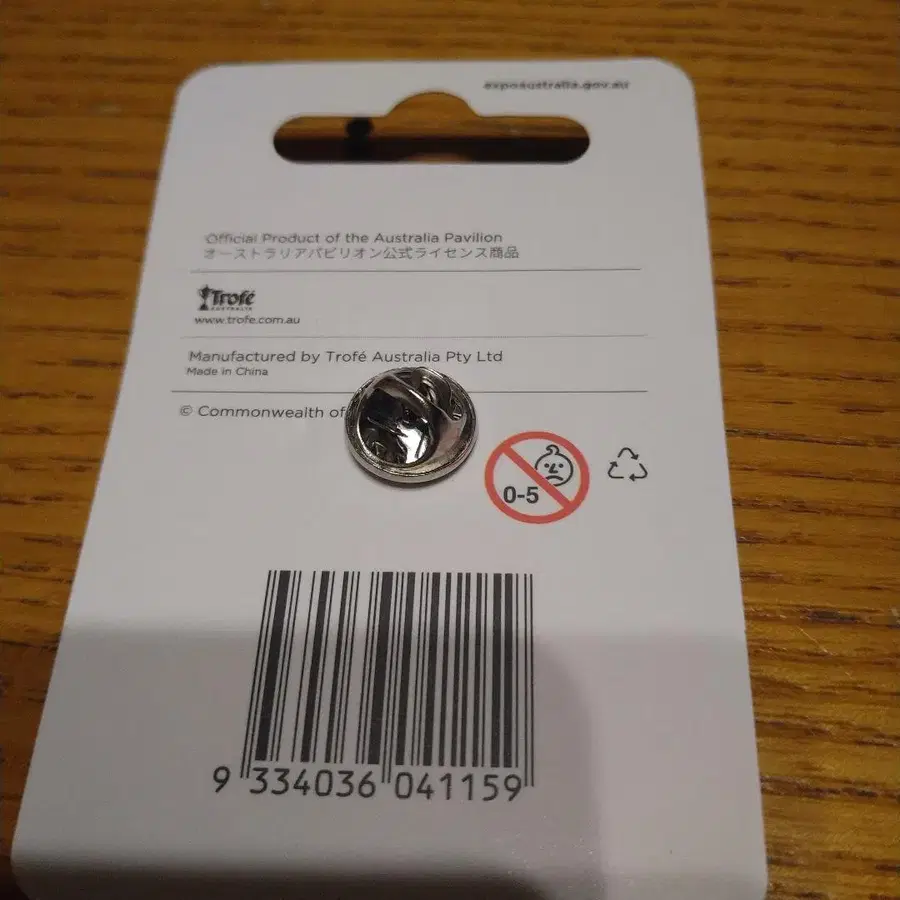 expoaustralia.gov.au
Official Product of the Australia Pavilion
オーストラリアパビリオン公式ライセンス商品
Trofé
AUSTRALIA
www.trofe.com.au
Manufactured by Trofé Australia Pty Ltd
Made in China
© Commonwealth of
0-5
9 334036 041159